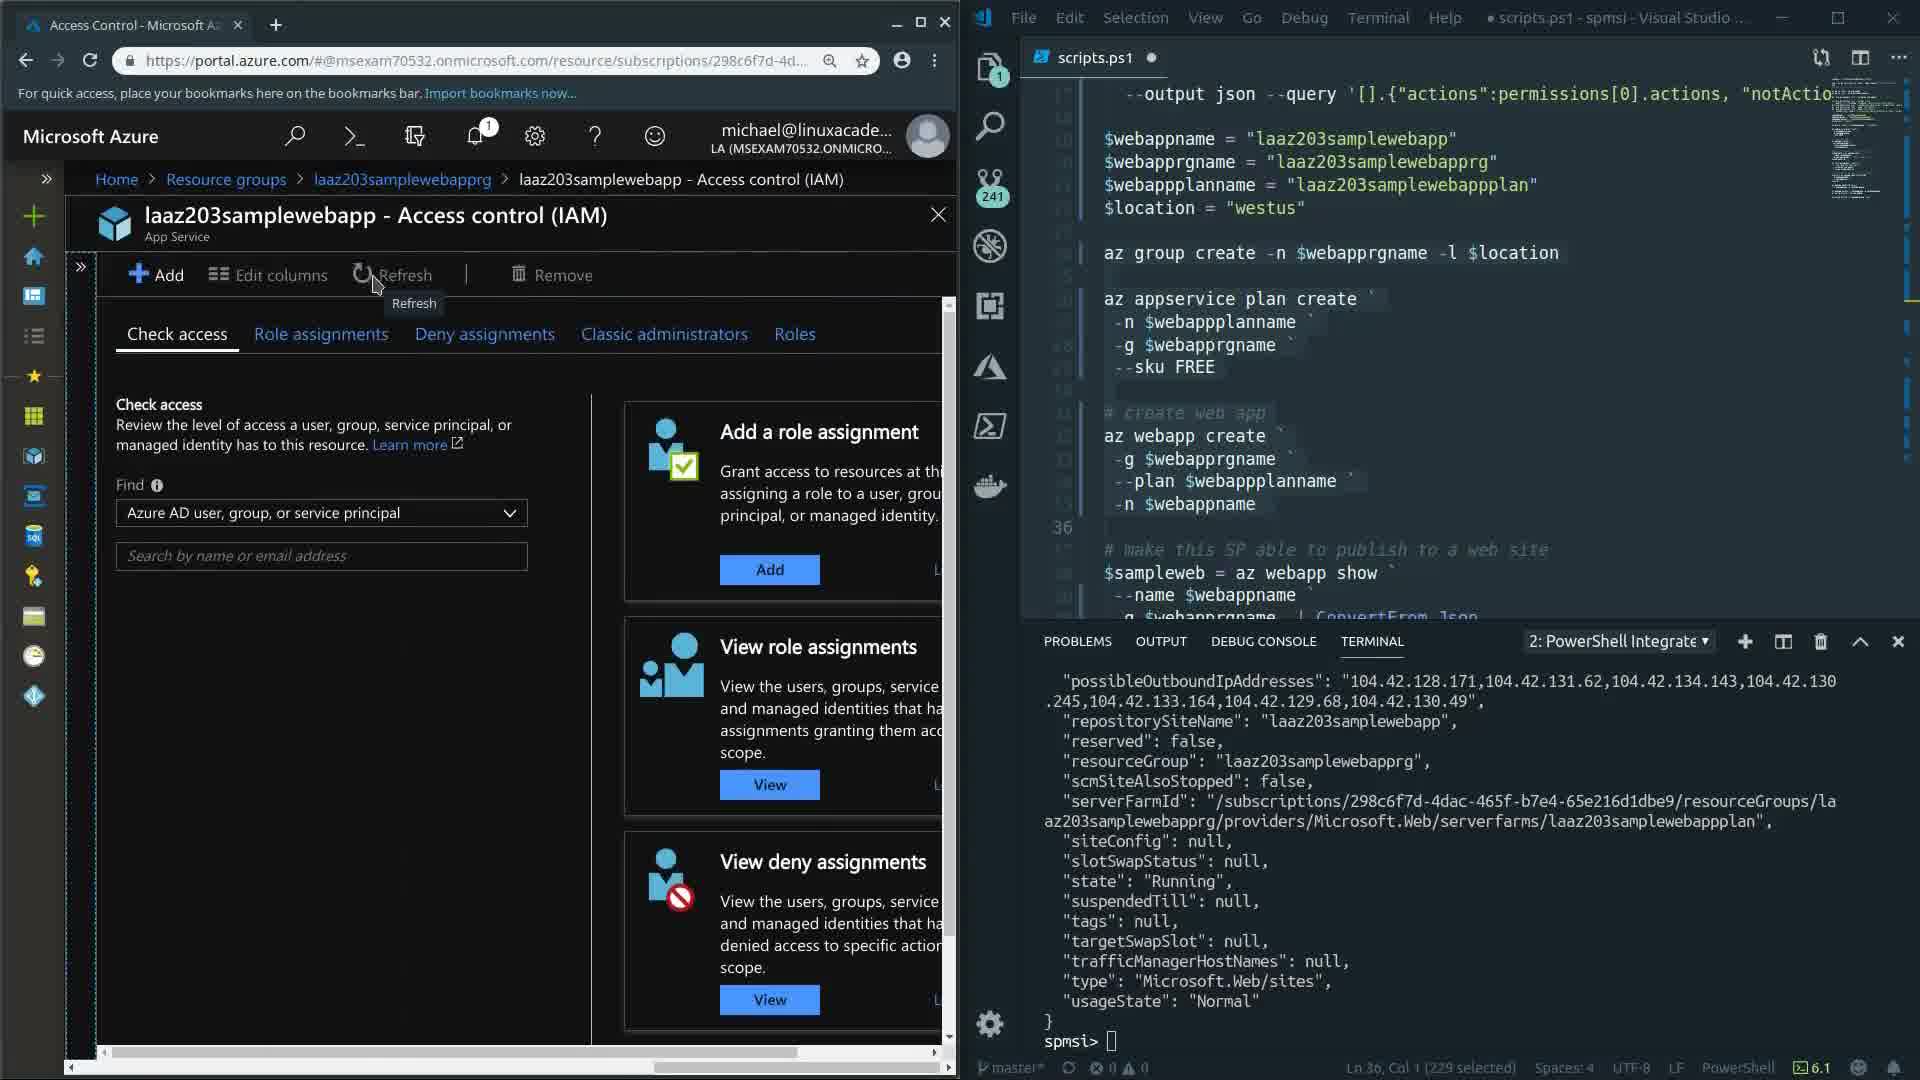 Access Control - Microsoft Az
https://portal.azure.com/#@msexam70532.onmicrosoft.com/resource/subscriptions/298c6f7d-4d...
For quick access, place your bookmarks here on the bookmarks bar. Import bookmarks now...
Microsoft Azure
1
michael@linuxacade...
LA (MSEXAM70532.ONMICRO...
Home > Resource groups > laaz203samplewebapprg > laaz203samplewebapp - Access control (IAM)
laaz203samplewebapp - Access control (IAM)
App Service
Add
Edit columns
Refresh
Remove
Refresh
Check access
Role assignments
Deny assignments
Classic administrators
Roles
Check access
Review the level of access a user, group, service principal, or
managed identity has to this resource. Learn more
Find
Azure AD user, group, or service principal
Search by name or email address
Add a role assignment
Grant access to resources at thi
assigning a role to a user, grou
principal, or managed identity.
Add
View role assignments
View the users, groups, service
and managed identities that ha
assignments granting them acc
scope.
View
View deny assignments
View the users, groups, service
and managed identities that ha
denied access to specific action
scope.
View
SQL
File Edit Selection View Go Debug Terminal Help
● scripts.ps1 - spmsi - Visual Studio ...
1
241
scripts.ps1
--output json --query '[].{"actions":permissions[0].actions, "notActio
$webappname = "laaz203samplewebapp"
$webapprgname = "laaz203samplewebapprg"
$webappplanname = "laaz203samplewebappplan"
$location = "westus"
az group create -n $webapprgname -l $location
az appservice plan create `
-n $webappplanname `
-g $webapprgname `
--sku FREE
# create web app
az webapp create `
-g $webapprgname `
--plan $webappplanname `
-n $webappname
36
# make this SP able to publish to a web site
$sampleweb = az webapp show `
--name $webappname `
-g $webapprgname | ConvertFrom-Json
PROBLEMS
OUTPUT
DEBUG CONSOLE
TERMINAL
2: PowerShell Integrate
"possibleOutboundIpAddresses": "104.42.128.171,104.42.131.62,104.42.134.143,104.42.130
.245,104.42.133.164,104.42.129.68,104.42.130.49",
"repositorySiteName": "laaz203samplewebapp",
"reserved": false,
"resourceGroup": "laaz203samplewebapprg",
"scmSiteAlsoStopped": false,
"serverFarmId": "/subscriptions/298c6f7d-4dac-465f-b7e4-65e216d1dbe9/resourceGroups/la
az203samplewebapprg/providers/Microsoft.Web/serverfarms/laaz203samplewebappplan",
"siteConfig": null,
"slotSwapStatus": null,
"state": "Running",
"suspendedTill": null,
"tags": null,
"targetSwapSlot": null,
"trafficManagerHostNames": null,
"type": "Microsoft.Web/sites",
"usageState": "Normal"
}
spmsi>
master*
0
0
Ln 36, Col 1 (229 selected)
Spaces: 4
UTF-8
LF
PowerShell
6.1